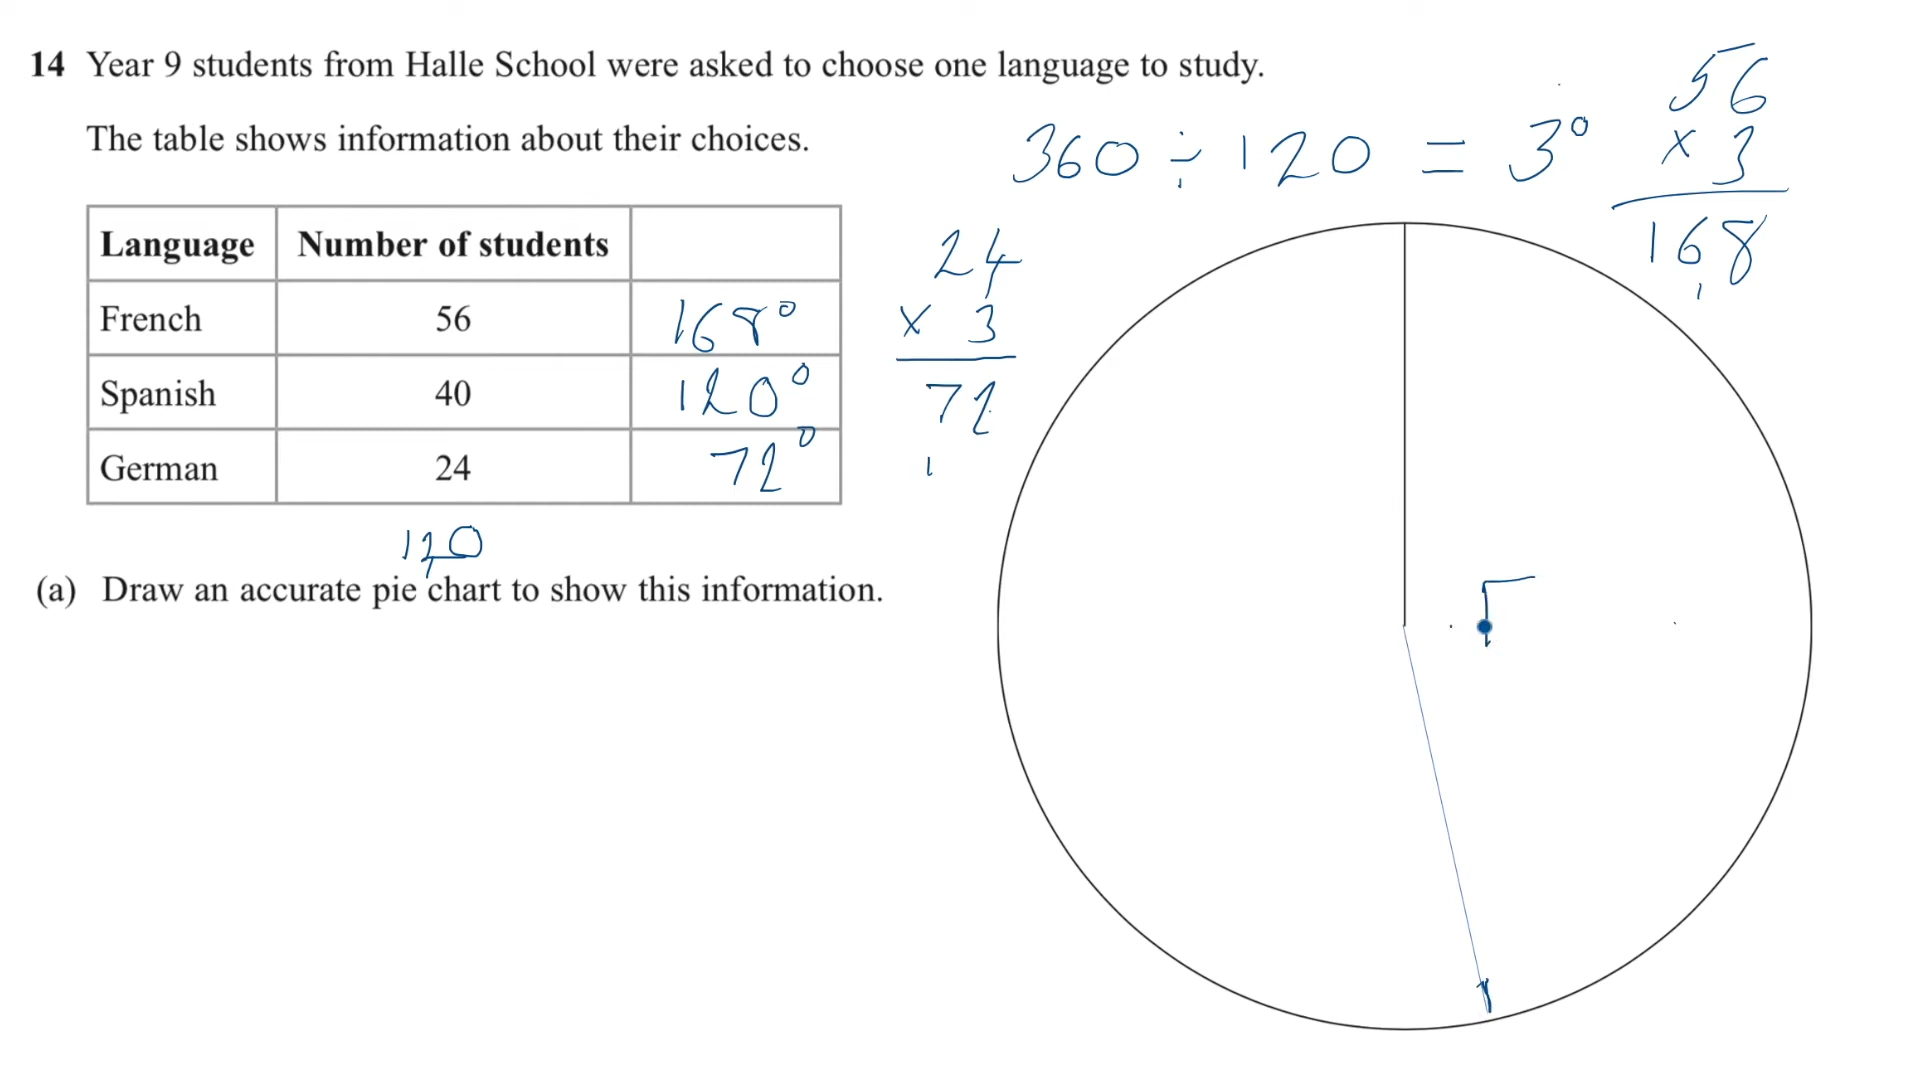 14 Year 9 students from Halle School were asked to choose one language to study.
The table shows information about their choices.
360 ÷ 120 = 3°
56
× 3
168
1
Language Number of students
French 56 168°
Spanish 40 120°
German 24 72°
120
24
× 3
72
1
(a) Draw an accurate pie chart to show this information.
F